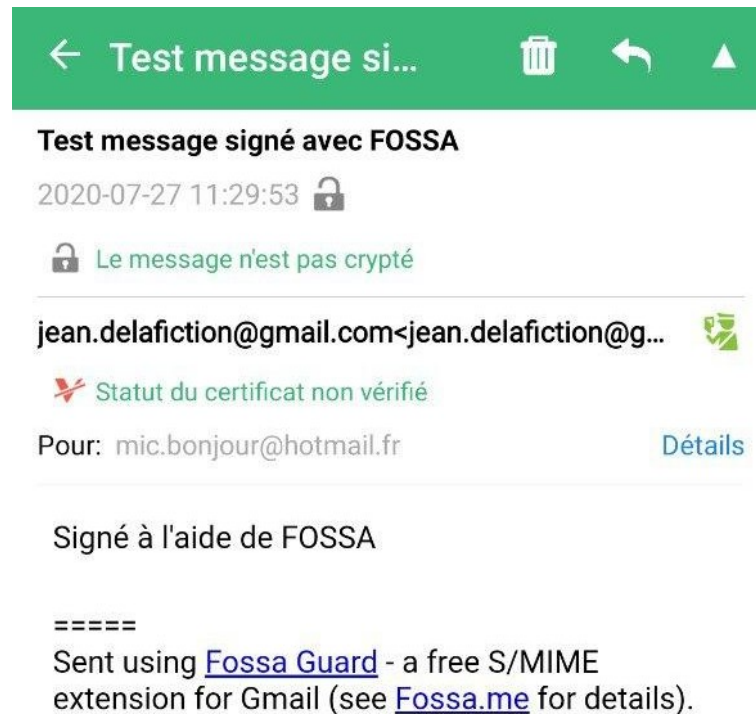 Test message si...
Test message signé avec FOSSA
2020-07-27 11:29:53
Le message n'est pas crypté
jean.delafiction@gmail.com<jean.delafiction@g...
Statut du certificat non vérifié
Pour: mic.bonjour@hotmail.fr Détails
Signé à l'aide de FOSSA
=====
Sent using Fossa Guard - a free S/MIME
extension for Gmail (see Fossa.me for details).